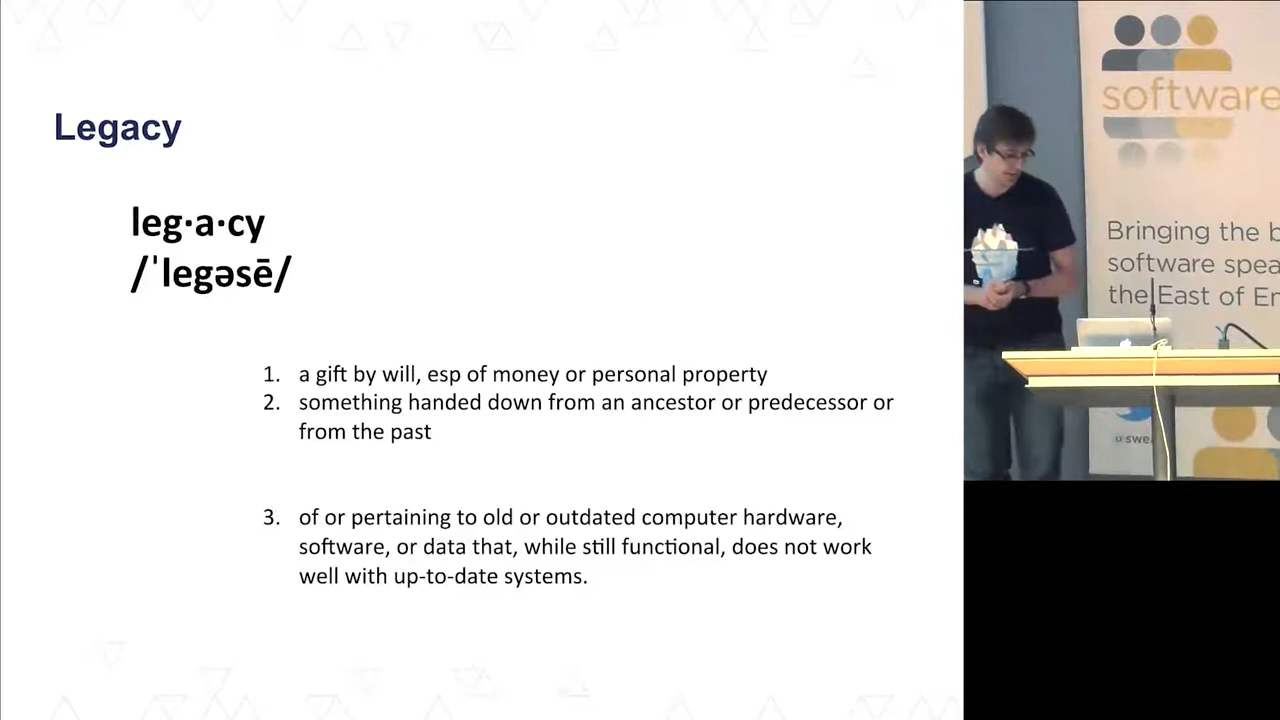 Legacy
leg·a·cy
/ˈlegəsē/
1. a gift by will, esp of money or personal property
2. something handed down from an ancestor or predecessor or
from the past
3. of or pertaining to old or outdated computer hardware,
software, or data that, while still functional, does not work
well with up-to-date systems.
software
Bringing the b
software spea
the East of En
swe